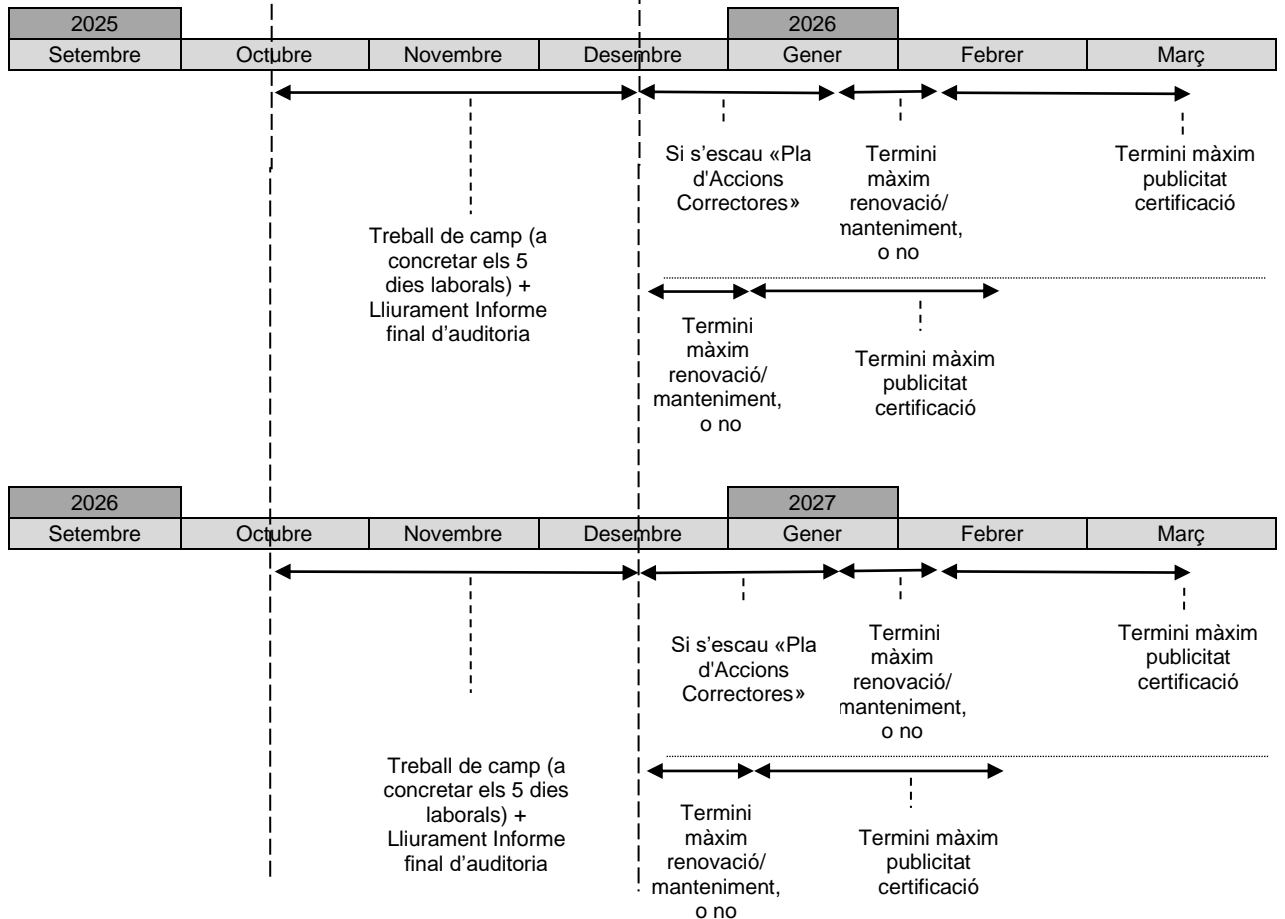 2025
2026
Setembre
Octubre
Novembre
Desembre
Gener
Febrer
Març
Si s'escau «Pla
d'Accions
Correctores»
Termini
màxim
renovació/
manteniment,
o no
Termini màxim
publicitat
certificació
Treball de camp (a
concretar els 5
dies laborals) +
Lliurament Informe
final d'auditoria
Termini
màxim
renovació/
manteniment,
o no
Termini màxim
publicitat
certificació
2026
2027
Setembre
Octubre
Novembre
Desembre
Gener
Febrer
Març
Si s'escau «Pla
d'Accions
Correctores»
Termini
màxim
renovació/
manteniment,
o no
Termini màxim
publicitat
certificació
Treball de camp (a
concretar els 5 dies
laborals) +
Lliurament Informe
final d'auditoria
Termini
màxim
renovació/
manteniment,
o no
Termini màxim
publicitat
certificació